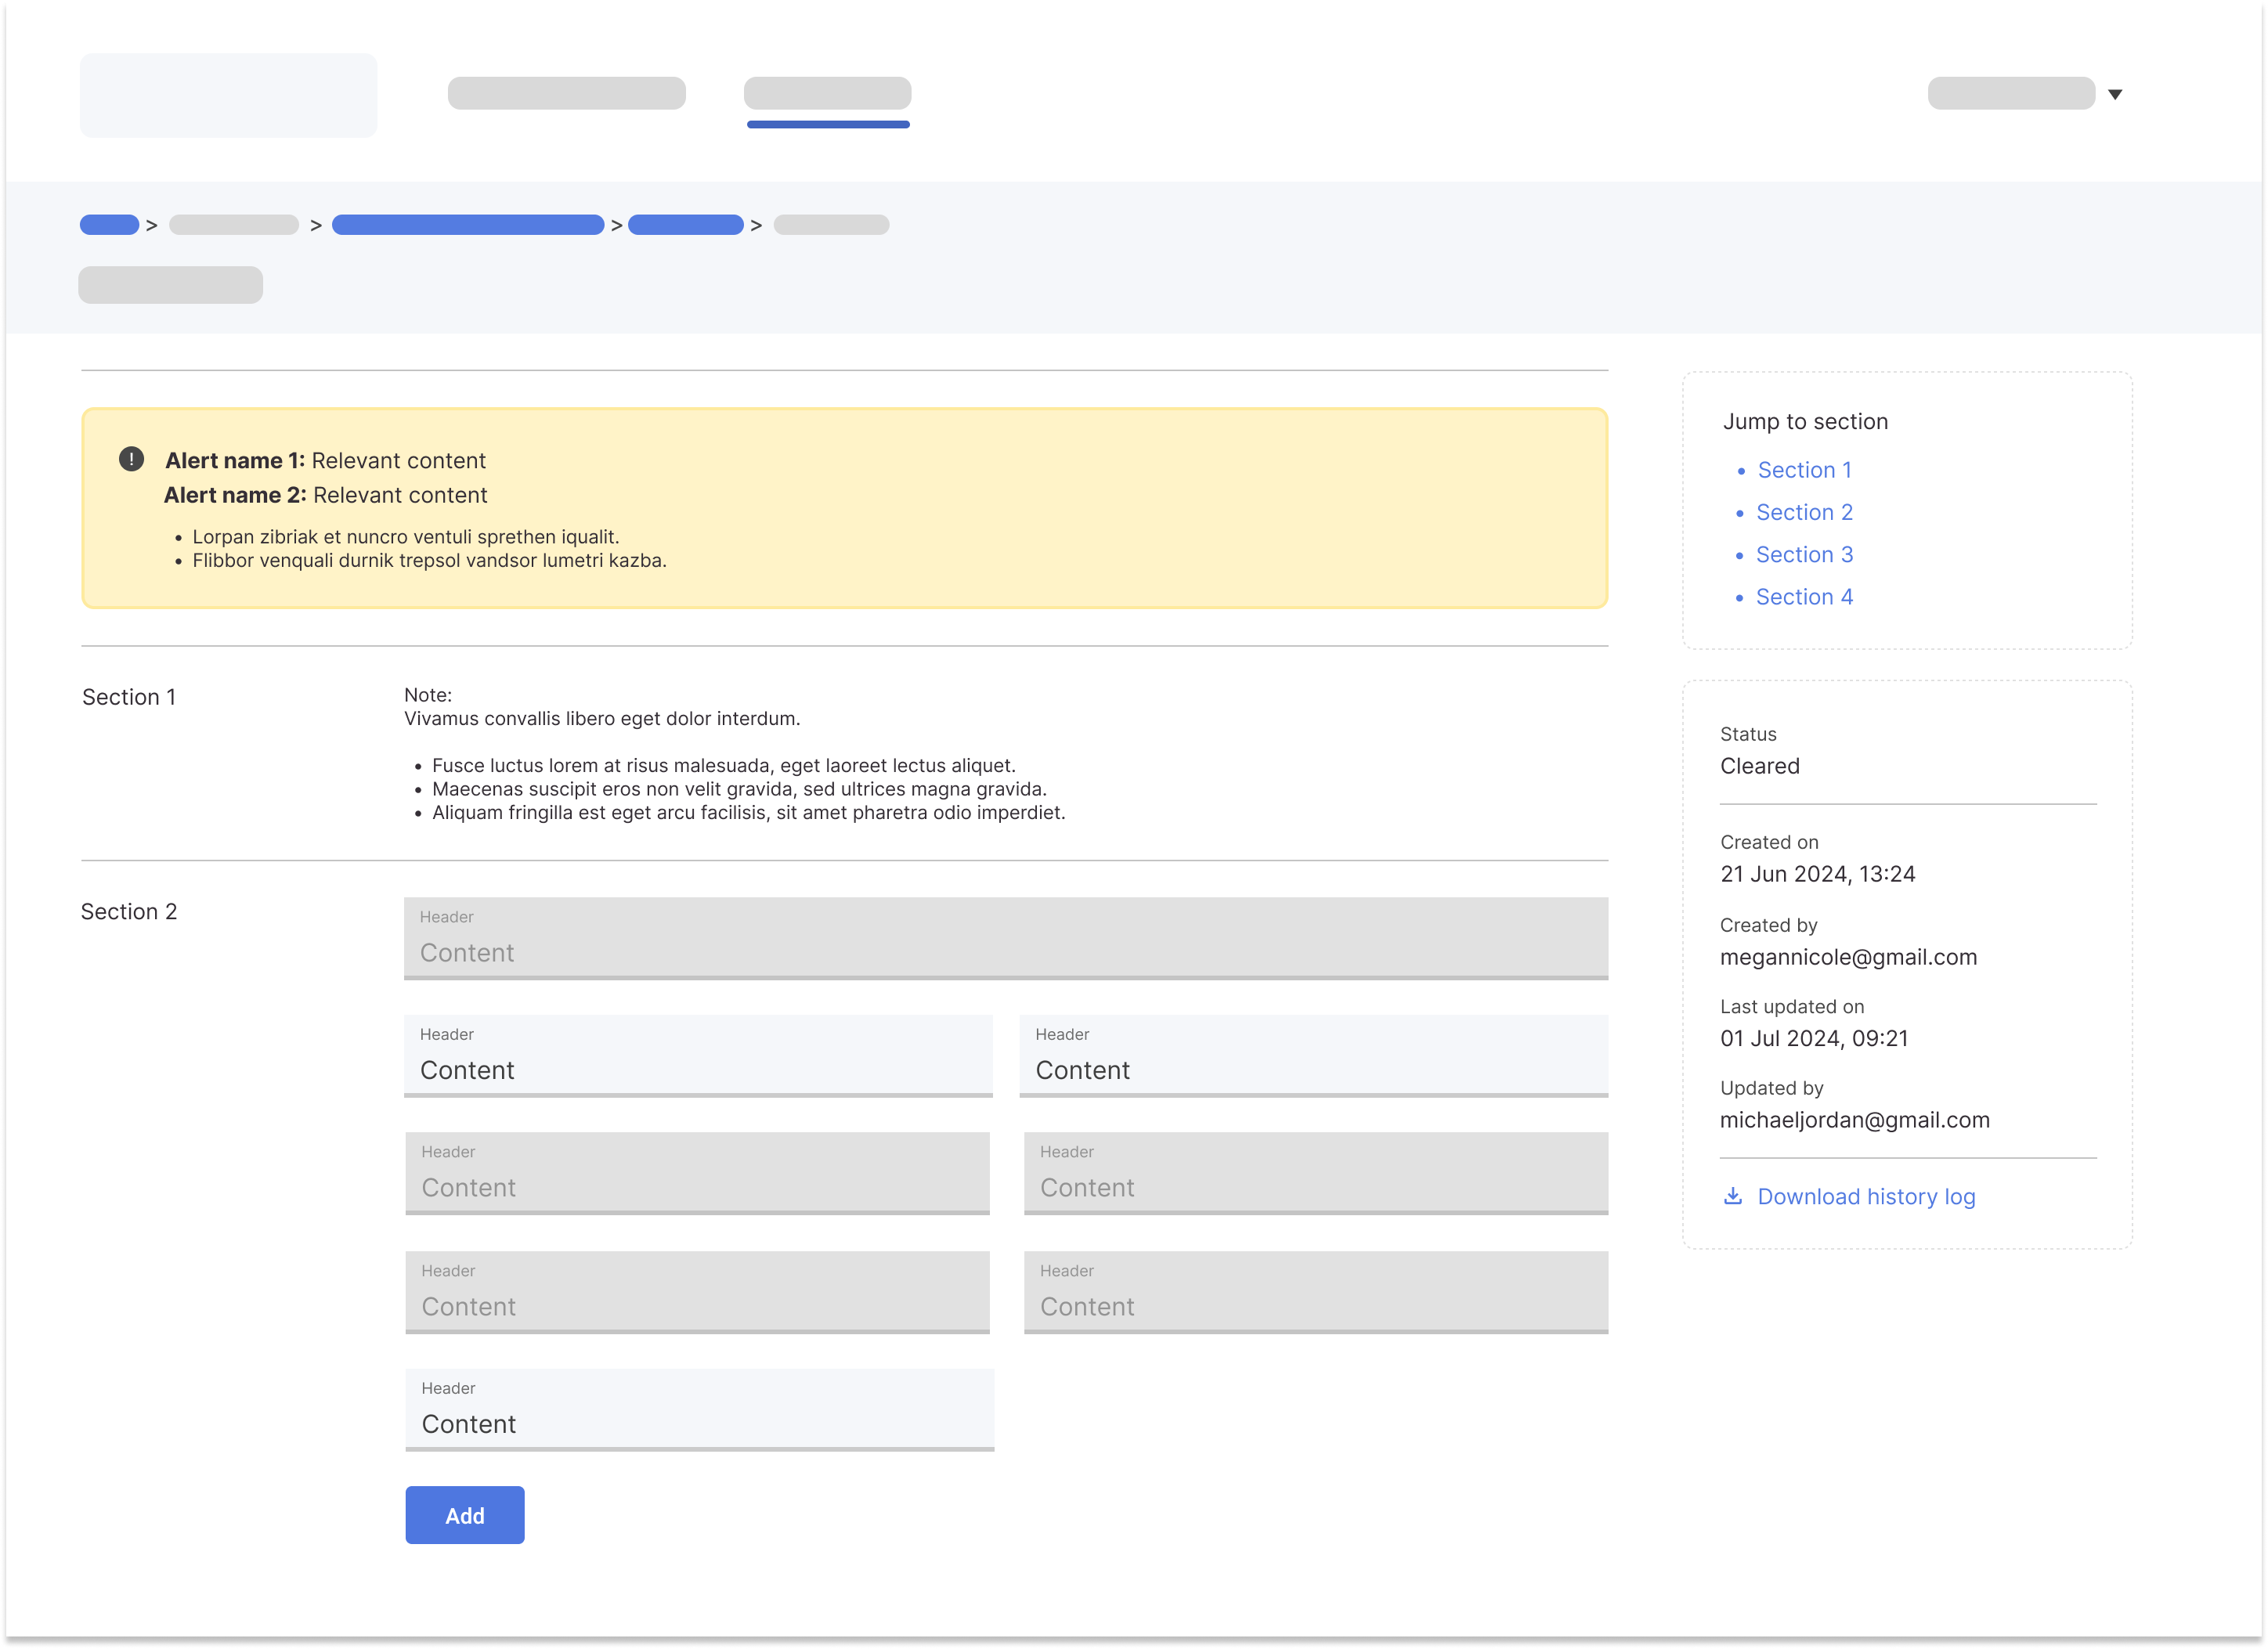 > > > >
Alert name 1: Relevant content
Alert name 2: Relevant content
• Lorpan zibriak et nuncro ventuli sprethen iqualit.
• Flibbor venquali durnik trepsol vandsor lumetri kazba.
Section 1
Note:
Vivamus convallis libero eget dolor interdum.
• Fusce luctus lorem at risus malesuada, eget laoreet lectus aliquet.
• Maecenas suscipit eros non velit gravida, sed ultrices magna gravida.
• Aliquam fringilla est eget arcu facilisis, sit amet pharetra odio imperdiet.
Section 2
Header
Content
Header
Content
Header
Content
Header
Content
Header
Content
Header
Content
Header
Content
Header
Content
Add
Jump to section
• Section 1
• Section 2
• Section 3
• Section 4
Status
Cleared
Created on
21 Jun 2024, 13:24
Created by
megannicole@gmail.com
Last updated on
01 Jul 2024, 09:21
Updated by
michaeljordan@gmail.com
Download history log